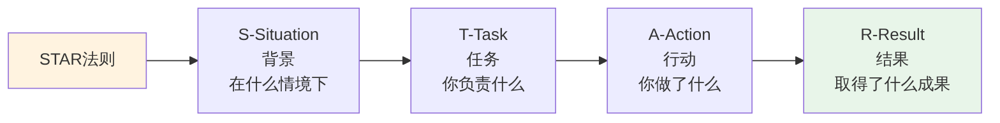 STAR法则
S-Situation
背景
在什么情境下
T-Task
任务
你负责什么
A-Action
行动
你做了什么
R-Result
结果
取得了什么成果